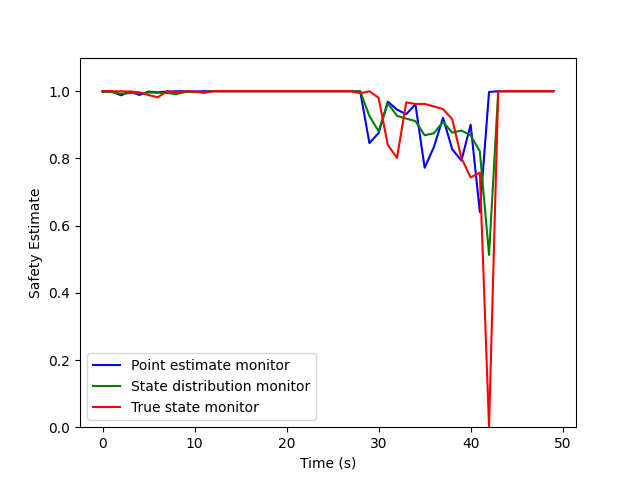 Safety Estimate
1.0
0.8
0.6
0.4
0.2
0.0
Point estimate monitor
State distribution monitor
True state monitor
0 10 20 30 40 50
Time (s)